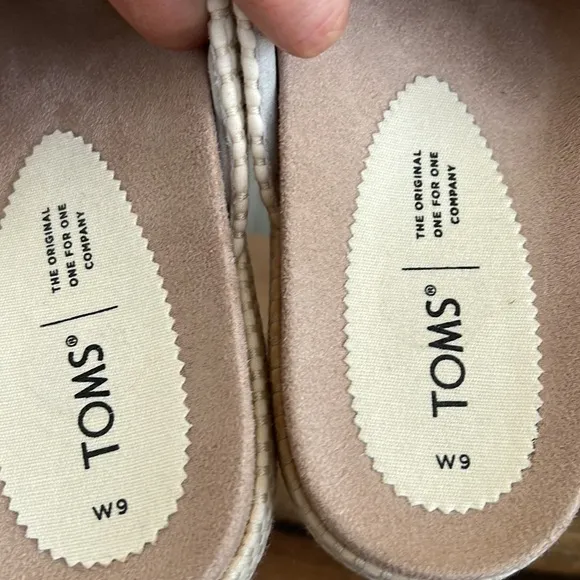 THE ORIGINAL
ONE FOR ONE
COMPANY
TOMS®
W9
THE ORIGINAL
ONE FOR ONE
COMPANY
TOMS®
W9